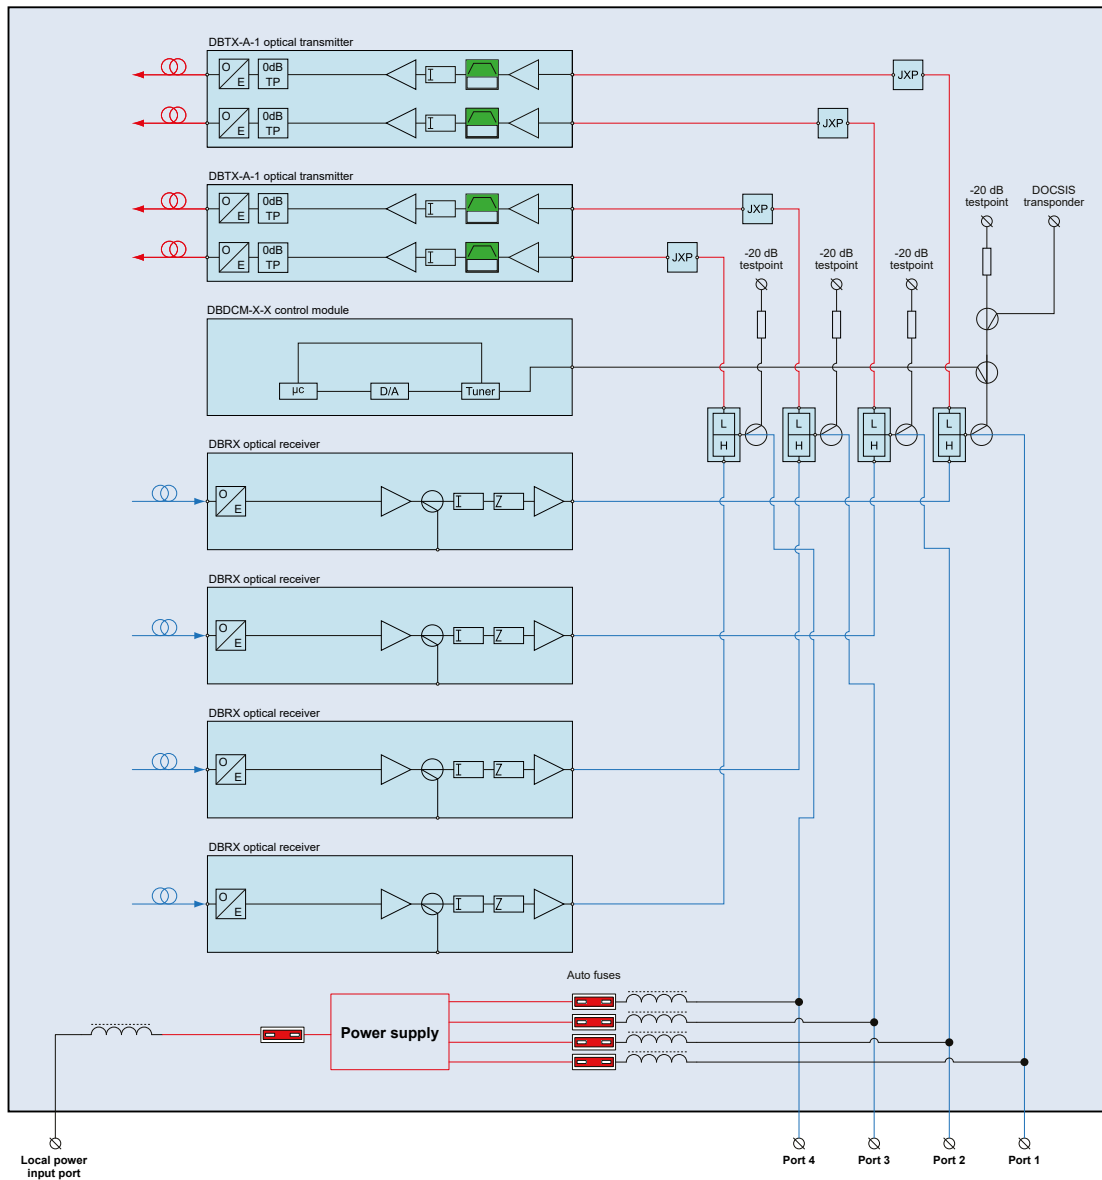 DBTX-A-1 optical transmitter
O
E
0dB
TP
I
JXP
O
E
0dB
TP
I
JXP
DBTX-A-1 optical transmitter
O
E
0dB
TP
I
JXP
O
E
0dB
TP
I
JXP
-20 dB
testpoint
DOCSIS
transponder
-20 dB
testpoint
-20 dB
testpoint
-20 dB
testpoint
DBDCM-X-X control module
µc
D/A
Tuner
L
H
L
H
L
H
L
H
DBRX optical receiver
O
E
I
Z
DBRX optical receiver
O
E
I
Z
DBRX optical receiver
O
E
I
Z
DBRX optical receiver
O
E
I
Z
Auto fuses
Power supply
Local power
input port
Port 4
Port 3
Port 2
Port 1